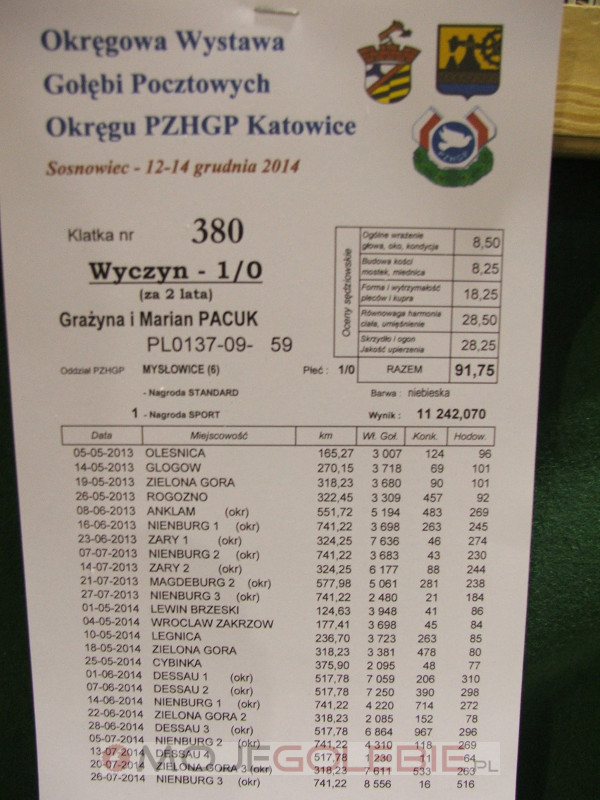 Okręgowa Wystawa
Gołębi Pocztowych
Okręgu PZHGP Katowice
Sosnowiec - 12-14 grudnia 2014
PZHGP
Klatka nr 380
Wyczyn - 1/0
(za 2 lata)
Grażyna i Marian PACUK
PL0137-09- 59
Oceny sędziowskie
Ogólne wrażenie głowa, oko, kondycja 8,50
Budowa kości mostek, miednica 8,25
Forma i wytrzymałość pleców i kupra 18,25
Równowaga harmonia ciała, umięśnienie 28,50
Skrzydło i ogon Jakość upierzenia 28,25
RAZEM 91,75
Oddział PZHGP MYSŁOWICE (6) Płeć : 1/0
- Nagroda STANDARD Barwa : niebieska
1 - Nagroda SPORT Wynik : 11 242,070
Data Miejscowość km Wł. Goł. Konk. Hodow.
05-05-2013 OLESNICA 165,27 3 007 124 96
14-05-2013 GLOGOW 270,15 3 718 69 101
19-05-2013 ZIELONA GORA 318,23 3 680 90 101
26-05-2013 ROGOZNO 322,45 3 309 457 92
08-06-2013 ANKLAM (okr) 551,72 5 194 483 269
16-06-2013 NIENBURG 1 (okr) 741,22 3 698 263 245
23-06-2013 ZARY 1 (okr) 324,25 7 636 46 274
07-07-2013 NIENBURG 2 (okr) 741,22 3 683 43 230
14-07-2013 ZARY 2 (okr) 324,25 6 177 88 244
21-07-2013 MAGDEBURG 2 (okr) 577,98 5 061 281 238
27-07-2013 NIENBURG 3 (okr) 741,22 2 480 21 184
01-05-2014 LEWIN BRZESKI 124,63 3 948 41 86
04-05-2014 WROCLAW ZAKRZOW 177,41 3 698 45 84
10-05-2014 LEGNICA 236,70 3 723 263 85
18-05-2014 ZIELONA GORA 318,23 3 381 478 80
25-05-2014 CYBINKA 375,90 2 095 48 77
01-06-2014 DESSAU 1 (okr) 517,78 7 059 206 310
07-06-2014 DESSAU 2 (okr) 517,78 7 250 390 298
14-06-2014 NIENBURG 1 (okr) 741,22 4 220 714 272
22-06-2014 ZIELONA GORA 2 318,23 2 085 152 78
28-06-2014 DESSAU 3 (okr) 517,78 6 864 967 296
05-07-2014 NIENBURG 2 (okr) 741,22 4 310 118 269
13-07-2014 DESSAU 4 517,78 1 230 11 64
20-07-2014 ZIELONA GORA 3 (okr) 318,23 7 611 533 263
26-07-2014 NIENBURG 3 (okr) 741,22 8 556 16 516
MOJEGOLEBIE.PL